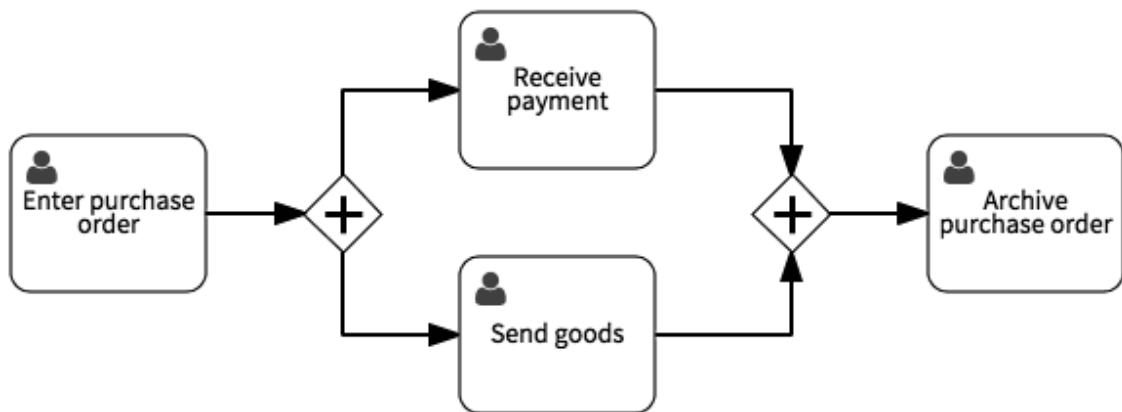 Enter purchase
order
Receive
payment
Send goods
Archive
purchase order